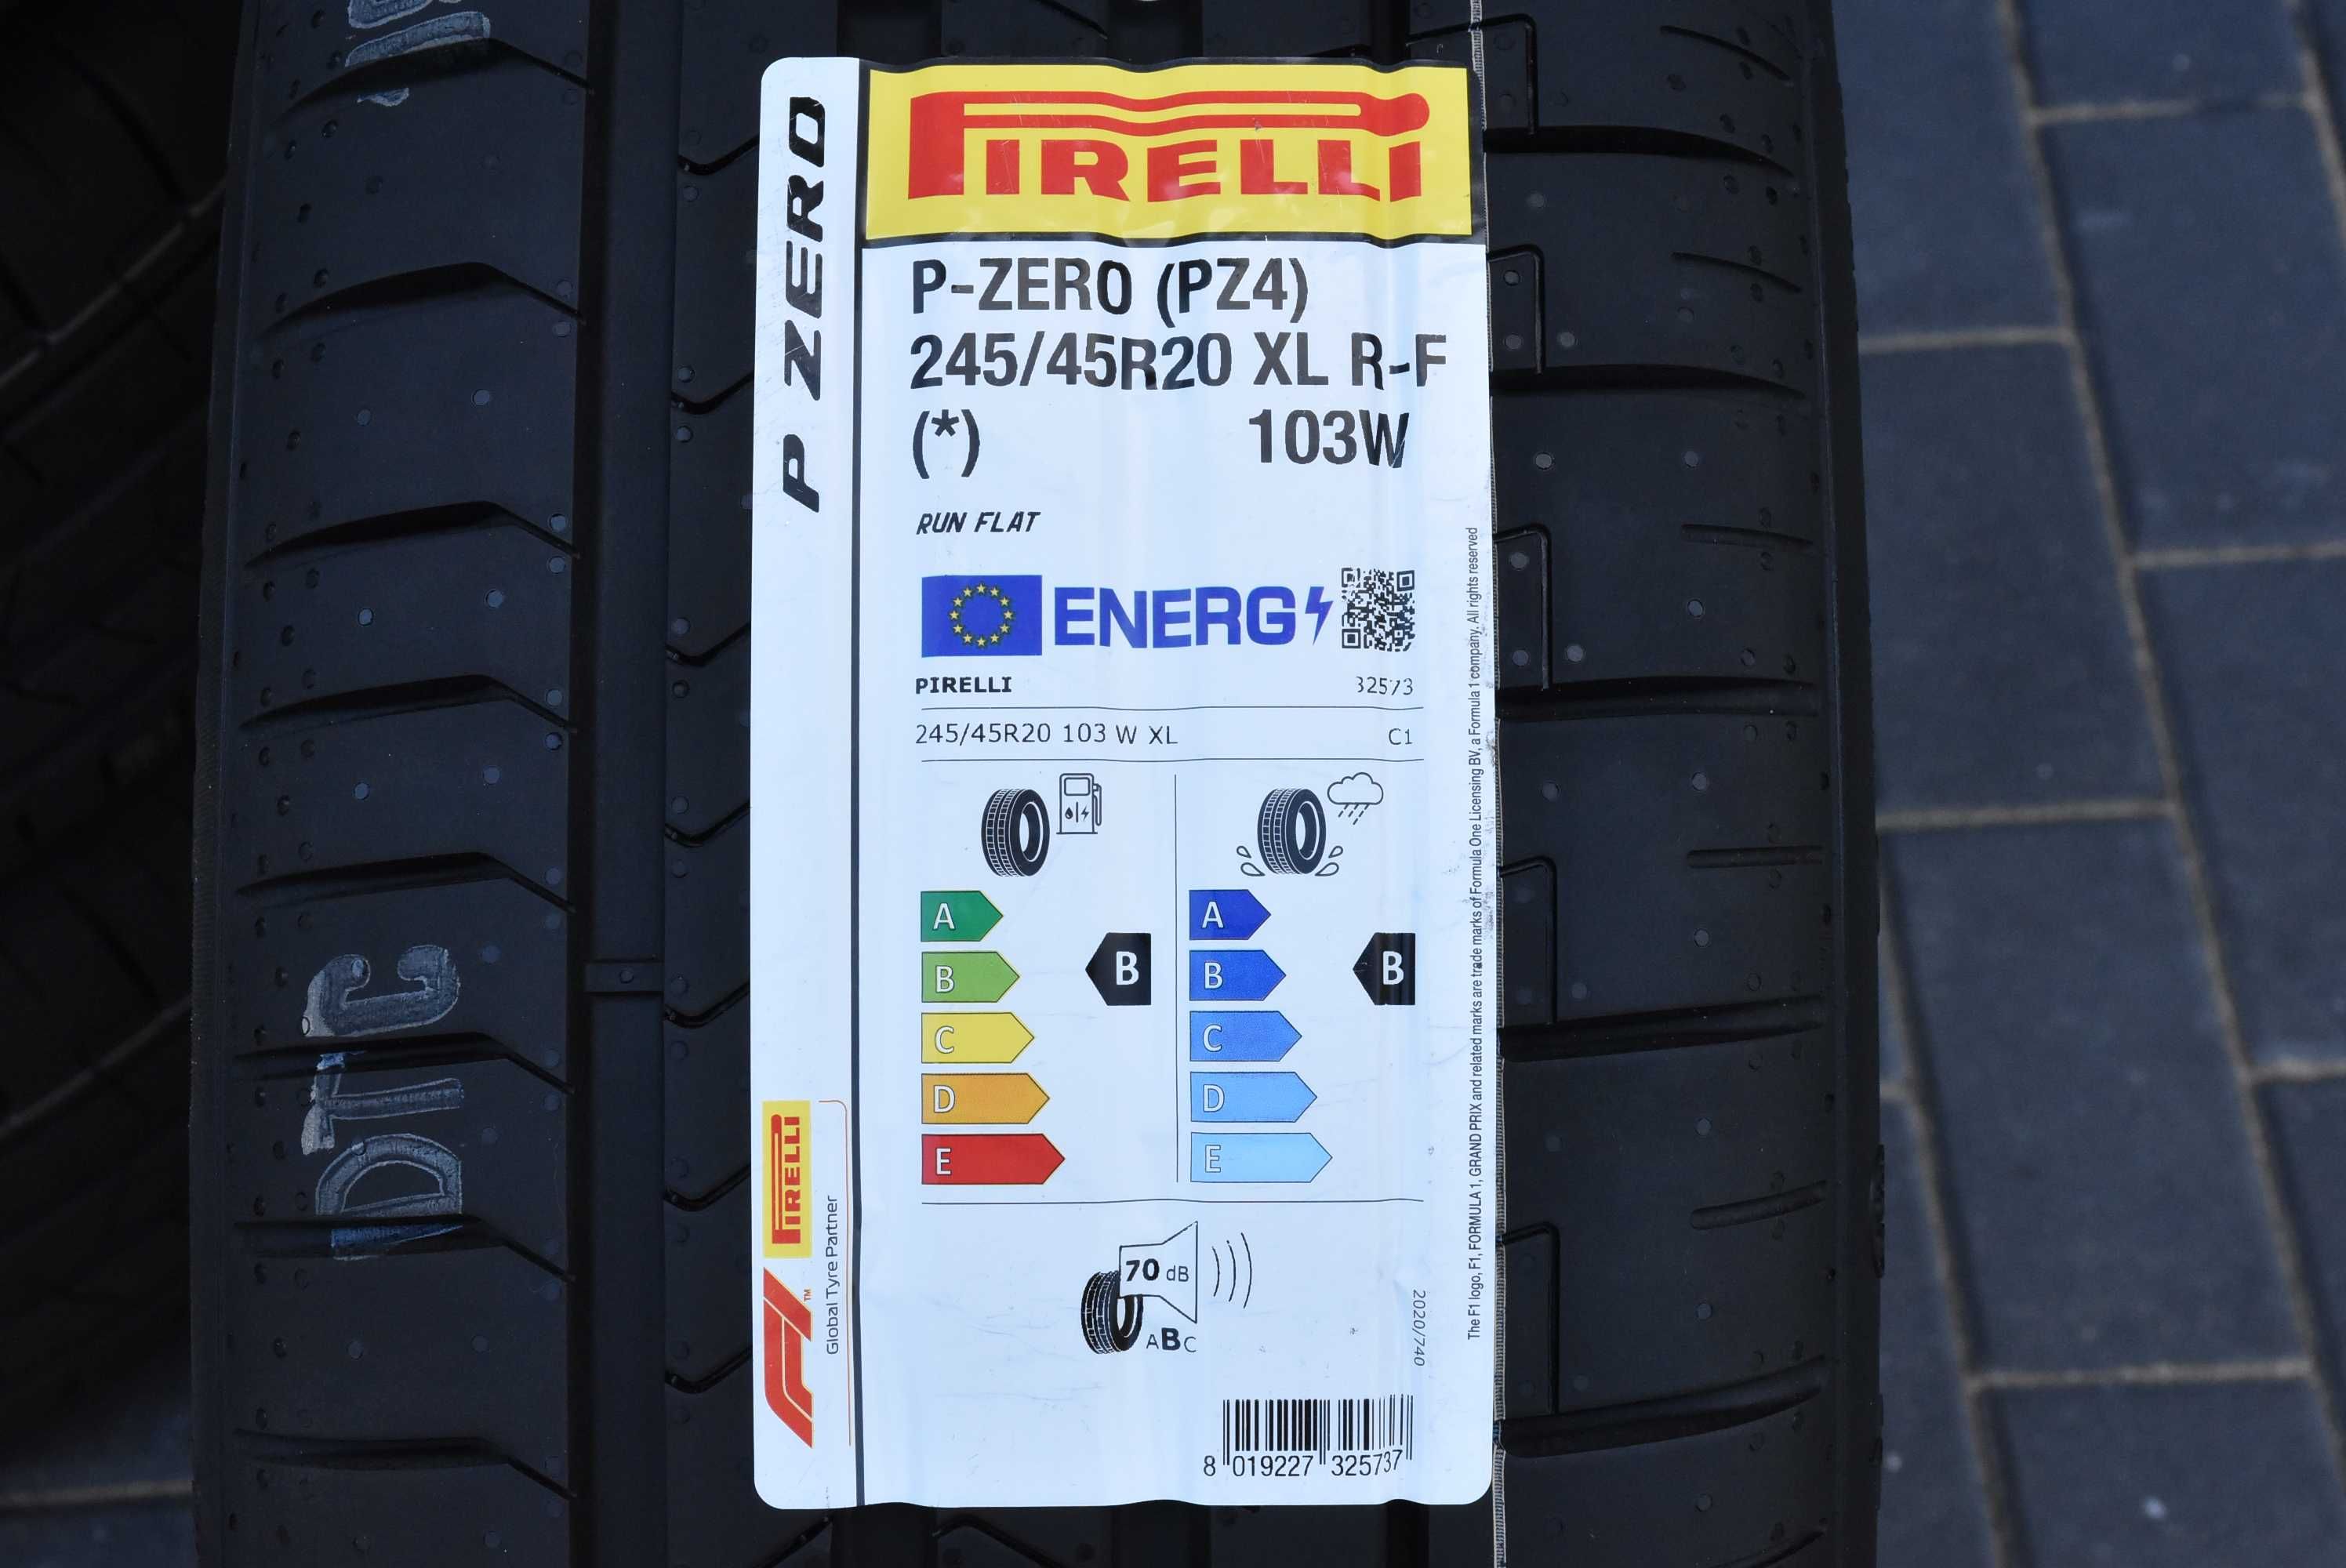 PIRELLI
P ZERO
P-ZERO (PZ4)
245/45R20 XL R-F
(*) 103W
RUN FLAT
ENERG
PIRELLI 32573
245/45R20 103 W XL C1
A B A B
B B
C C
D D
E E
70 dB
ABC
2020/740
8 019227 325737
PIRELLI
F1™
Global Tyre Partner
The F1 logo, F1, FORMULA 1, GRAND PRIX and related marks are trade marks of Formula One Licensing BV, a Formula 1 company. All rights reserved
DTC